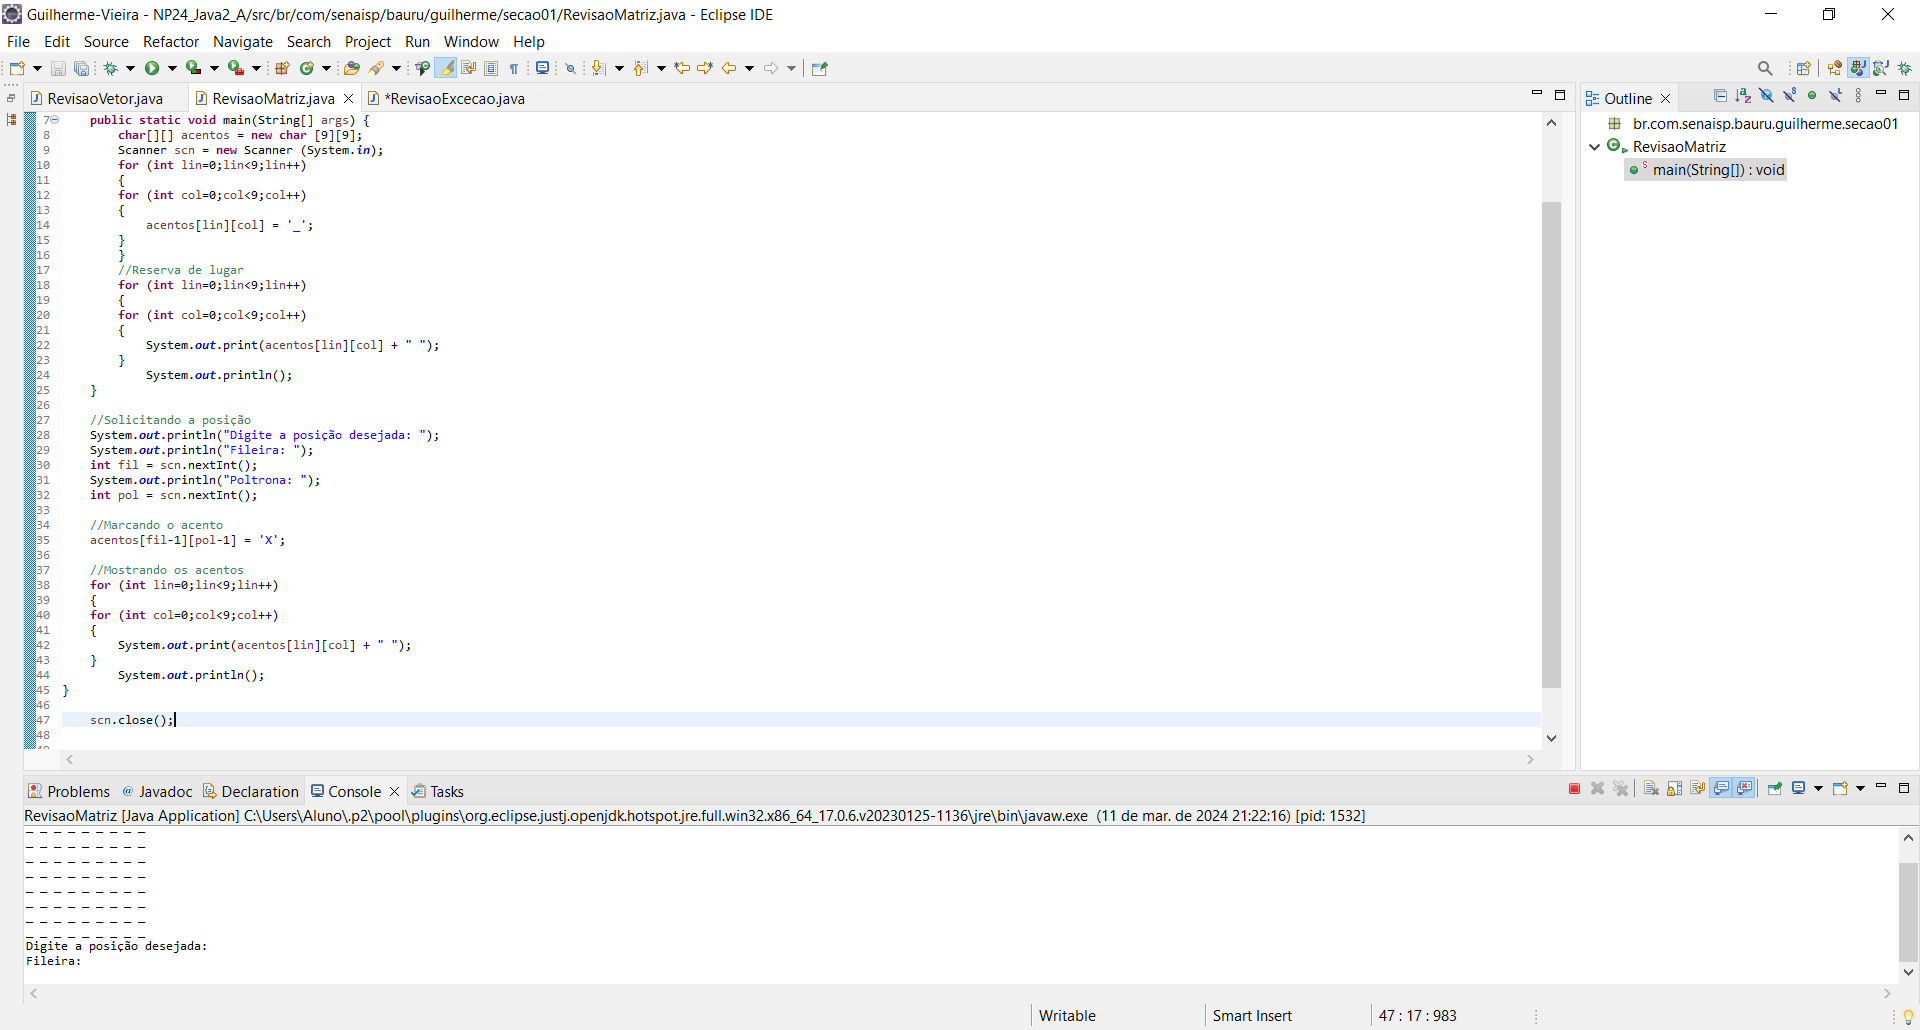 Guilherme-Vieira - NP24_Java2_A/src/br/com/senaisp/bauru/guilherme/secao01/RevisaoMatriz.java - Eclipse IDE
File Edit Source Refactor Navigate Search Project Run Window Help
RevisaoVetor.java RevisaoMatriz.java *RevisaoExcecao.java
7 public static void main(String[] args) {
8 char[][] acentos = new char [9][9];
9 Scanner scn = new Scanner (System.in);
10 for (int lin=0;lin<9;lin++)
11 {
12 for (int col=0;col<9;col++)
13 {
14 acentos[lin][col] = '_';
15 }
16 }
17 //Reserva de lugar
18 for (int lin=0;lin<9;lin++)
19 {
20 for (int col=0;col<9;col++)
21 {
22 System.out.print(acentos[lin][col] + " ");
23 }
24 System.out.println();
25 }
26
27 //Solicitando a posição
28 System.out.println("Digite a posição desejada: ");
29 System.out.println("Fileira: ");
30 int fil = scn.nextInt();
31 System.out.println("Poltrona: ");
32 int pol = scn.nextInt();
33
34 //Marcando o acento
35 acentos[fil-1][pol-1] = 'X';
36
37 //Mostrando os acentos
38 for (int lin=0;lin<9;lin++)
39 {
40 for (int col=0;col<9;col++)
41 {
42 System.out.print(acentos[lin][col] + " ");
43 }
44 System.out.println();
45 }
46
47 scn.close();
48
Outline
br.com.senaisp.bauru.guilherme.secao01
RevisaoMatriz
main(String[]) : void
Problems Javadoc Declaration Console Tasks
RevisaoMatriz [Java Application] C:\Users\Aluno\.p2\pool\plugins\org.eclipse.justj.openjdk.hotspot.jre.full.win32.x86_64_17.0.6.v20230125-1136\jre\bin\javaw.exe (11 de mar. de 2024 21:22:16) [pid: 1532]
_ _ _ _ _ _ _ _ _
_ _ _ _ _ _ _ _ _
_ _ _ _ _ _ _ _ _
_ _ _ _ _ _ _ _ _
_ _ _ _ _ _ _ _ _
_ _ _ _ _ _ _ _ _
_ _ _ _ _ _ _ _ _
_ _ _ _ _ _ _ _ _
Digite a posição desejada:
Fileira:
Writable Smart Insert 47 : 17 : 983